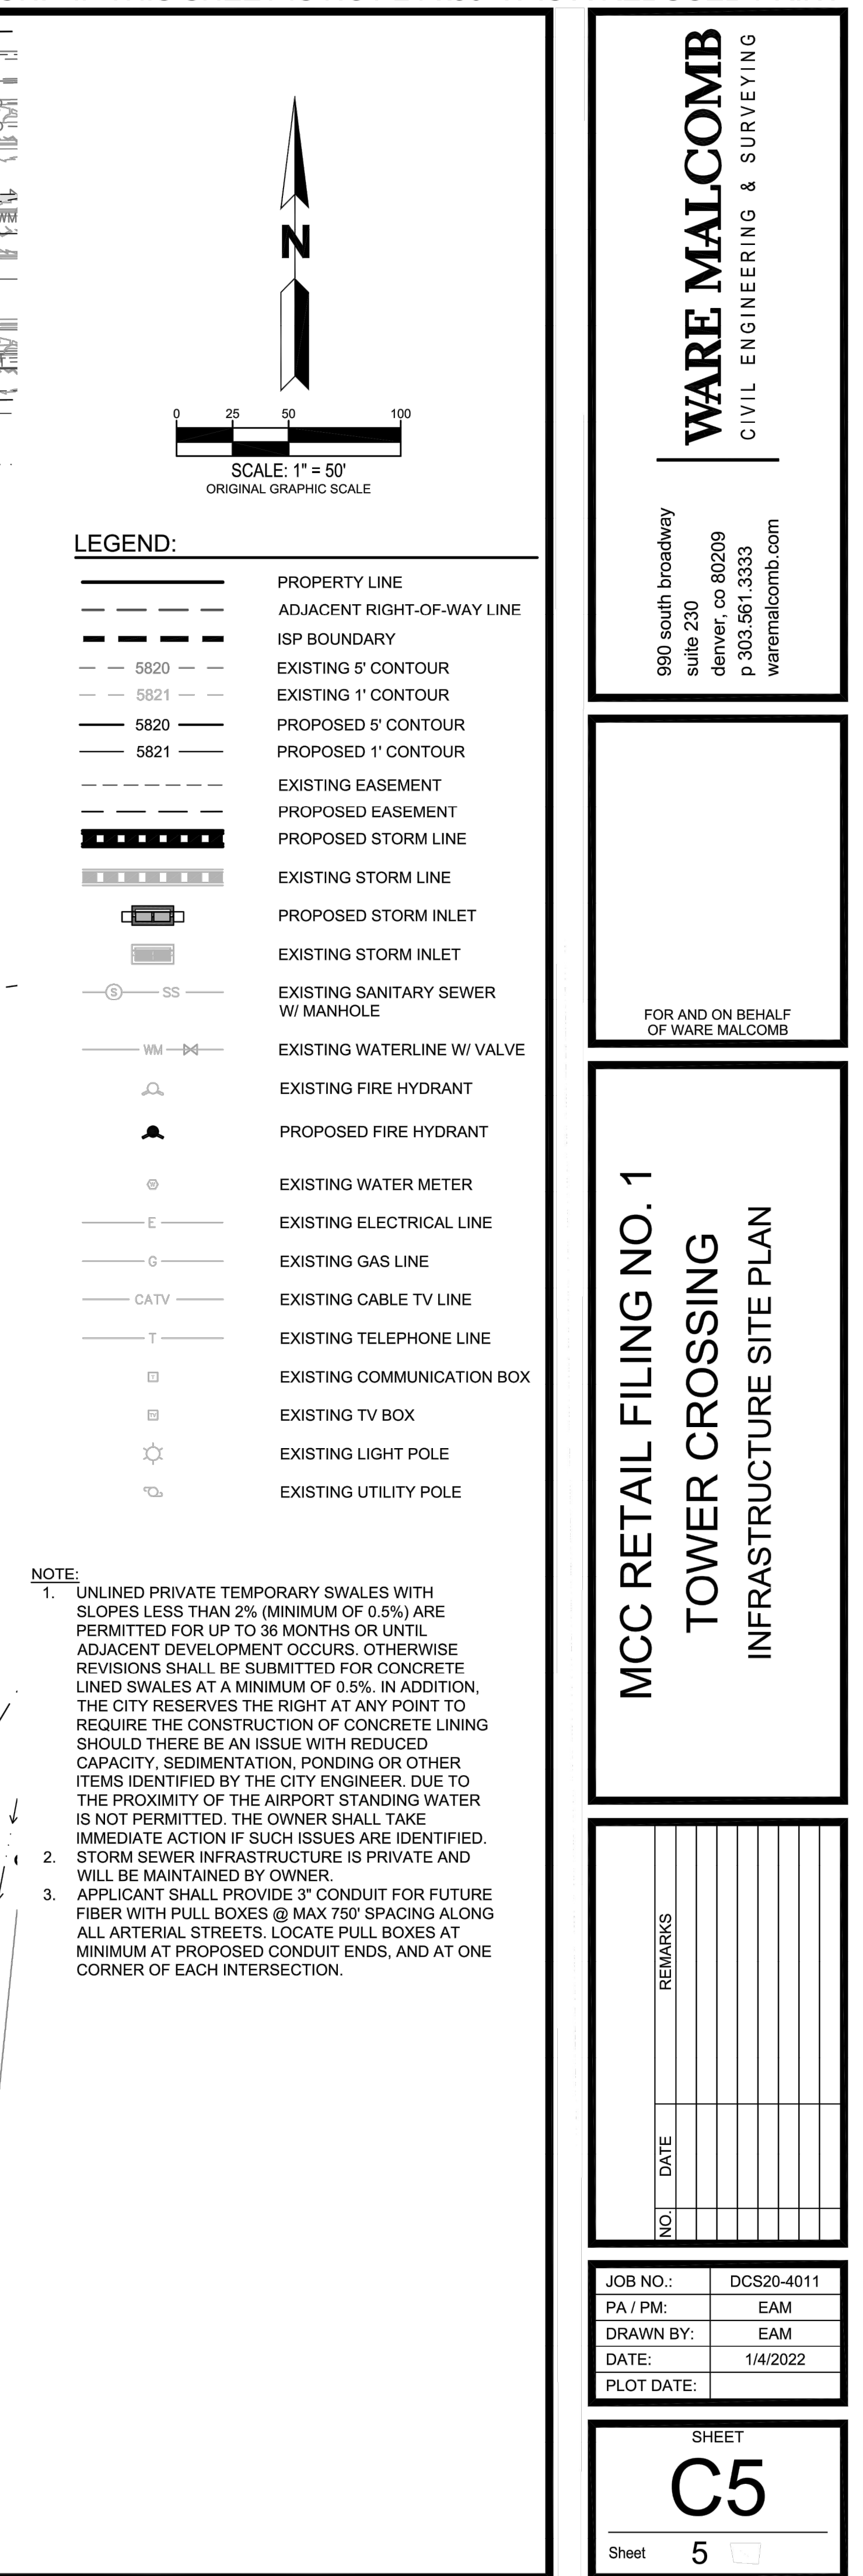 N
0 25 50 100
SCALE: 1" = 50'
ORIGINAL GRAPHIC SCALE
LEGEND:
PROPERTY LINE
ADJACENT RIGHT-OF-WAY LINE
ISP BOUNDARY
5820 EXISTING 5' CONTOUR
5821 EXISTING 1' CONTOUR
5820 PROPOSED 5' CONTOUR
5821 PROPOSED 1' CONTOUR
EXISTING EASEMENT
PROPOSED EASEMENT
PROPOSED STORM LINE
EXISTING STORM LINE
PROPOSED STORM INLET
EXISTING STORM INLET
S SS EXISTING SANITARY SEWER
W/ MANHOLE
WM EXISTING WATERLINE W/ VALVE
EXISTING FIRE HYDRANT
PROPOSED FIRE HYDRANT
W EXISTING WATER METER
E EXISTING ELECTRICAL LINE
G EXISTING GAS LINE
CATV EXISTING CABLE TV LINE
T EXISTING TELEPHONE LINE
T EXISTING COMMUNICATION BOX
TV EXISTING TV BOX
EXISTING LIGHT POLE
EXISTING UTILITY POLE
NOTE:
1. UNLINED PRIVATE TEMPORARY SWALES WITH
SLOPES LESS THAN 2% (MINIMUM OF 0.5%) ARE
PERMITTED FOR UP TO 36 MONTHS OR UNTIL
ADJACENT DEVELOPMENT OCCURS. OTHERWISE
REVISIONS SHALL BE SUBMITTED FOR CONCRETE
LINED SWALES AT A MINIMUM OF 0.5%. IN ADDITION,
THE CITY RESERVES THE RIGHT AT ANY POINT TO
REQUIRE THE CONSTRUCTION OF CONCRETE LINING
SHOULD THERE BE AN ISSUE WITH REDUCED
CAPACITY, SEDIMENTATION, PONDING OR OTHER
ITEMS IDENTIFIED BY THE CITY ENGINEER. DUE TO
THE PROXIMITY OF THE AIRPORT STANDING WATER
IS NOT PERMITTED. THE OWNER SHALL TAKE
IMMEDIATE ACTION IF SUCH ISSUES ARE IDENTIFIED.
2. STORM SEWER INFRASTRUCTURE IS PRIVATE AND
WILL BE MAINTAINED BY OWNER.
3. APPLICANT SHALL PROVIDE 3" CONDUIT FOR FUTURE
FIBER WITH PULL BOXES @ MAX 750' SPACING ALONG
ALL ARTERIAL STREETS. LOCATE PULL BOXES AT
MINIMUM AT PROPOSED CONDUIT ENDS, AND AT ONE
CORNER OF EACH INTERSECTION.
WM
WARE MALCOMB
CIVIL ENGINEERING & SURVEYING
990 south broadway
suite 230
denver, co 80209
p 303.561.3333
waremalcomb.com
FOR AND ON BEHALF
OF WARE MALCOMB
MCC RETAIL FILING NO. 1
TOWER CROSSING
INFRASTRUCTURE SITE PLAN
NO. DATE REMARKS
JOB NO.: DCS20-4011
PA / PM: EAM
DRAWN BY: EAM
DATE: 1/4/2022
PLOT DATE:
SHEET
C5
Sheet 5